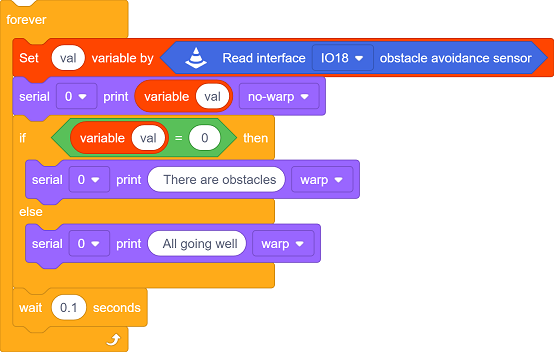 forever
Set val variable by Read interface IO18 obstacle avoidance sensor
serial 0 print variable val no-warp
if variable val = 0 then
serial 0 print There are obstacles warp
else
serial 0 print All going well warp
wait 0.1 seconds